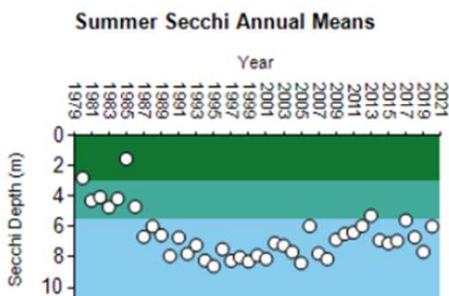 Summer Secchi Annual Means
Year
1979 1981 1983 1985 1987 1989 1991 1993 1995 1997 1999 2001 2003 2005 2007 2009 2011 2013 2015 2017 2019 2021
Secchi Depth (m)
0
2
4
6
8
10